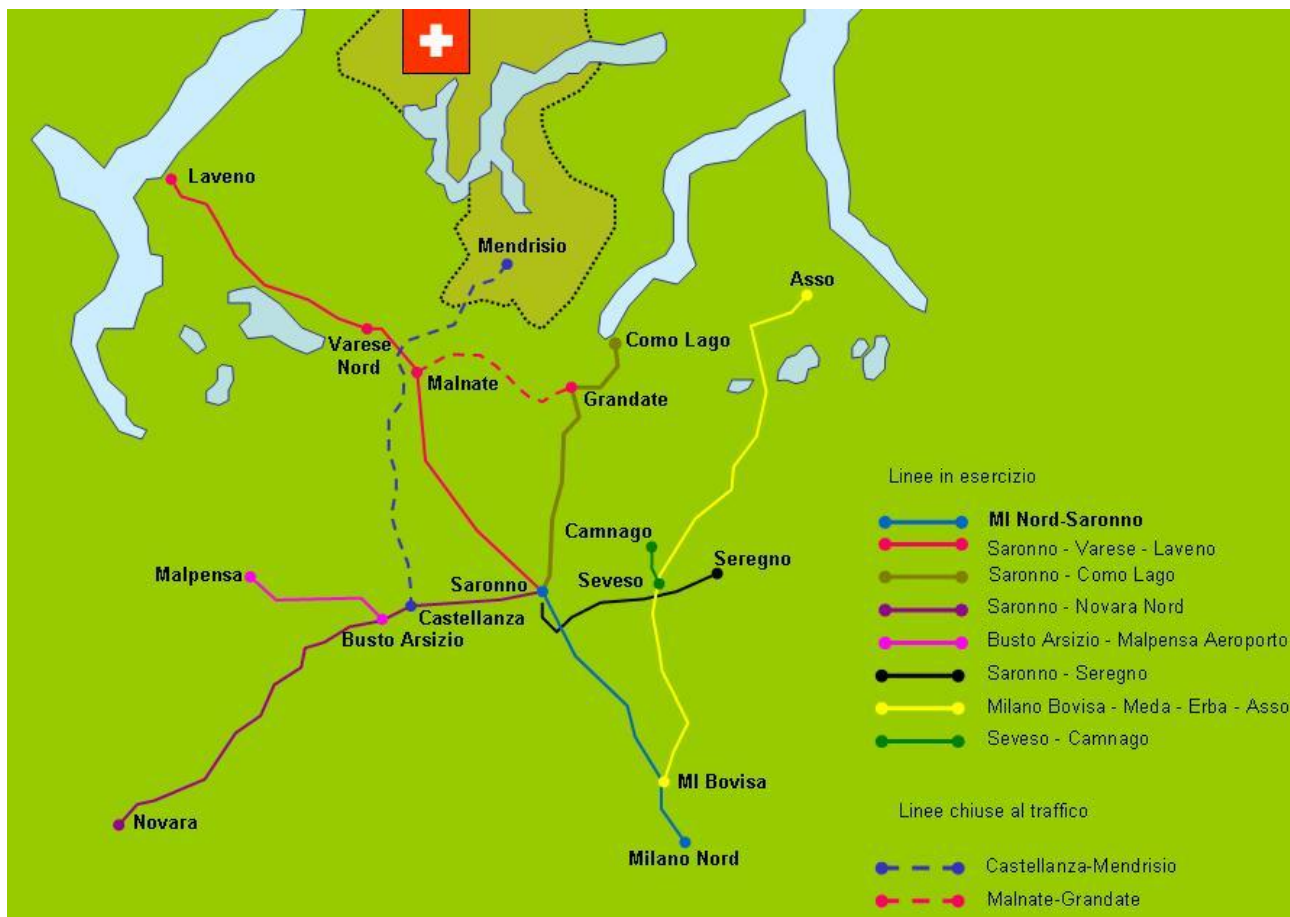 Laveno
Mendrisio
Asso
Varese
Nord
Como Lago
Malnate
Grandate
Linee in esercizio
MI Nord-Saronno
Saronno - Varese - Laveno
Saronno - Como Lago
Saronno - Novara Nord
Busto Arsizio - Malpensa Aeroporto
Saronno - Seregno
Milano Bovisa - Meda - Erba - Asso
Seveso - Camnago
Camnago
Seregno
Malpensa
Saronno
Seveso
Castellanza
Busto Arsizio
MI Bovisa
Novara
Milano Nord
Linee chiuse al traffico
Castellanza-Mendrisio
Malnate-Grandate